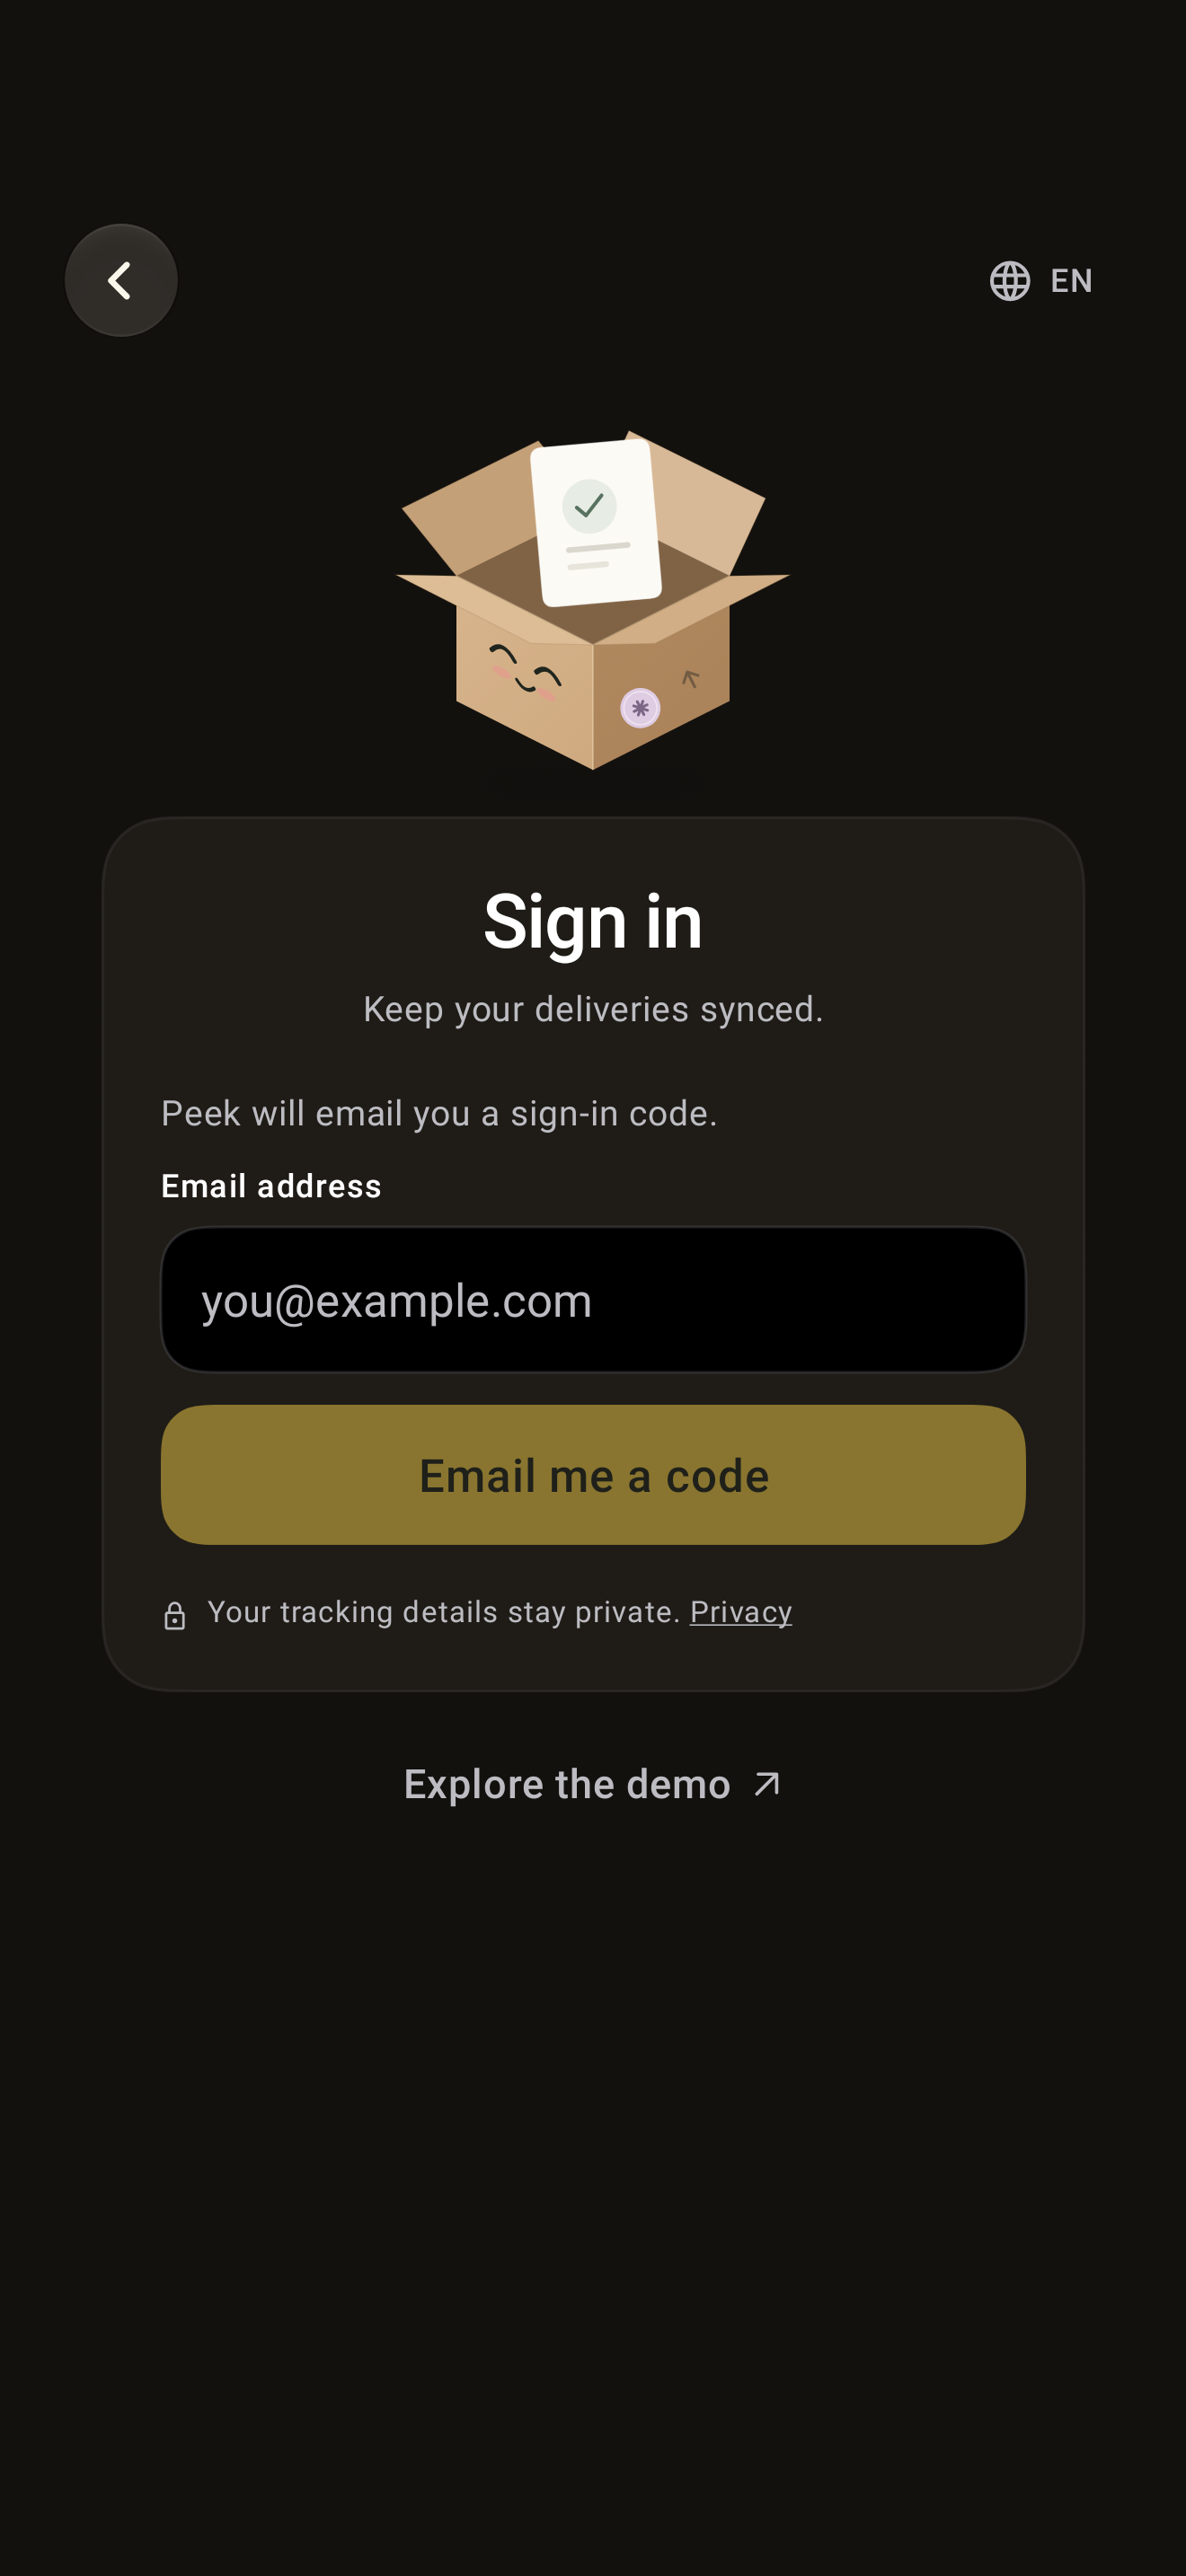 EN
Sign in
Keep your deliveries synced.
Peek will email you a sign-in code.
Email address
you@example.com
Email me a code
Your tracking details stay private. Privacy
Explore the demo